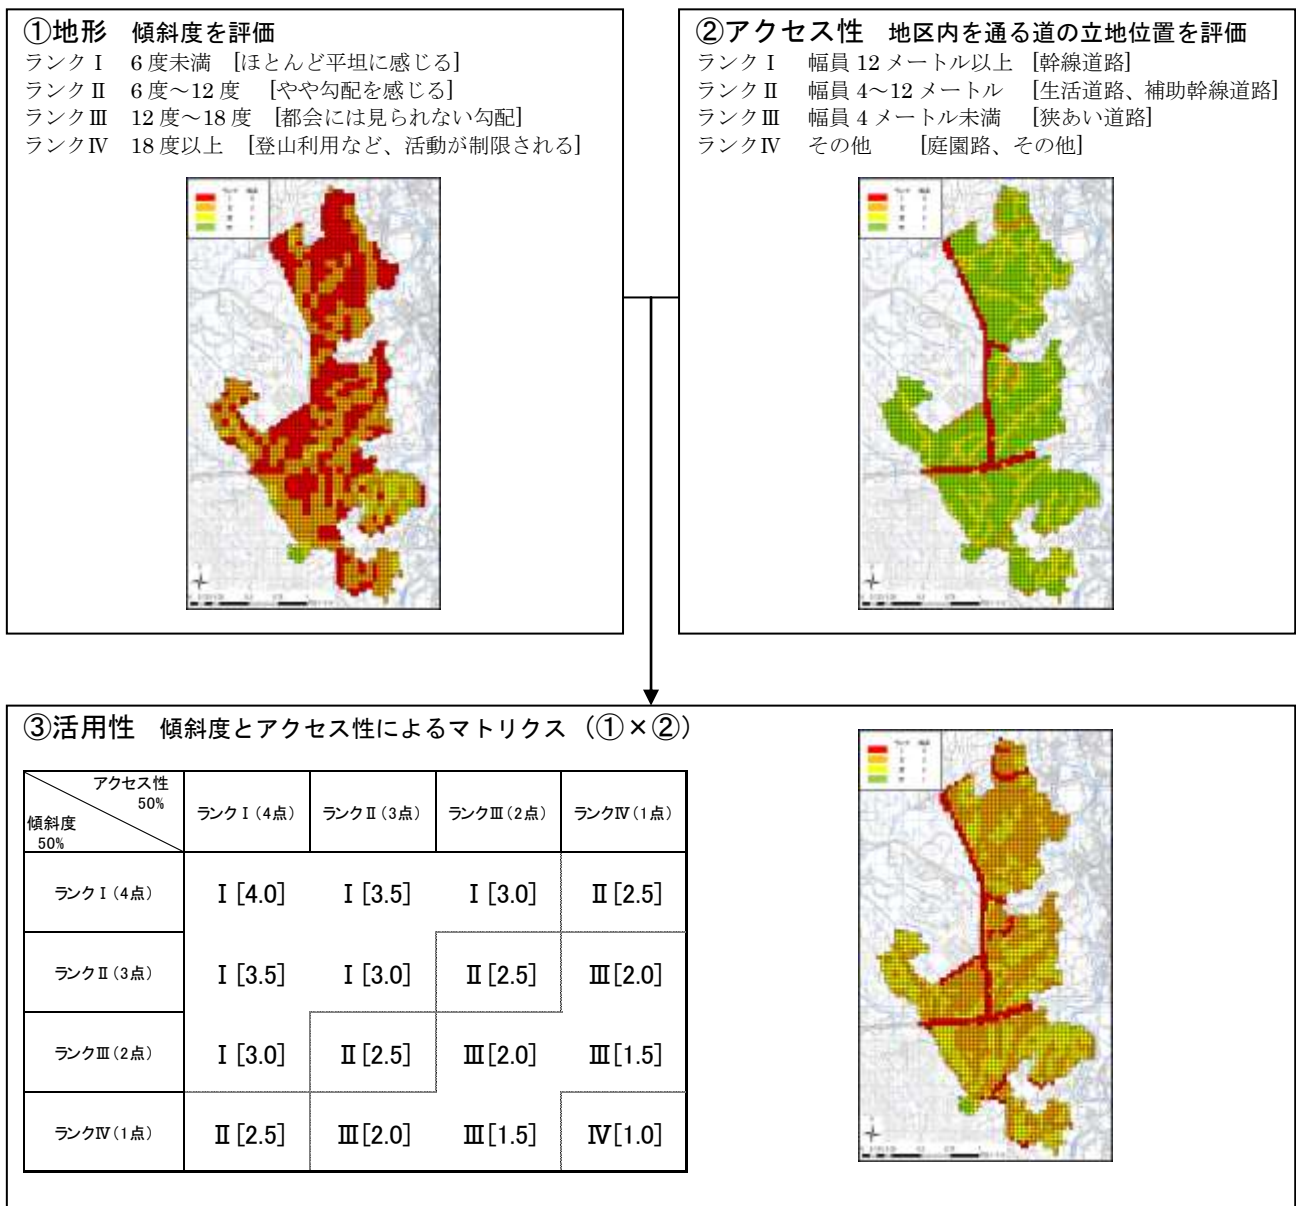 ①地形 傾斜度を評価
ランクⅠ 6度未満 [ほとんど平坦に感じる]
ランクⅡ 6度～12度 [やや勾配を感じる]
ランクⅢ 12度～18度 [都会には見られない勾配]
ランクⅣ 18度以上 [登山利用など、活動が制限される]
②アクセス性 地区内を通る道の立地位置を評価
ランクⅠ 幅員12メートル以上 [幹線道路]
ランクⅡ 幅員4～12メートル [生活道路、補助幹線道路]
ランクⅢ 幅員4メートル未満 [狭あい道路]
ランクⅣ その他 [庭園路、その他]
③活用性 傾斜度とアクセス性によるマトリクス（①×②）
アクセス性
50%
傾斜度
50%
ランクⅠ（4点） ランクⅡ（3点） ランクⅢ（2点） ランクⅣ（1点）
ランクⅠ（4点） Ⅰ[4.0] Ⅰ[3.5] Ⅰ[3.0] Ⅱ[2.5]
ランクⅡ（3点） Ⅰ[3.5] Ⅰ[3.0] Ⅱ[2.5] Ⅲ[2.0]
ランクⅢ（2点） Ⅰ[3.0] Ⅱ[2.5] Ⅲ[2.0] Ⅲ[1.5]
ランクⅣ（1点） Ⅱ[2.5] Ⅲ[2.0] Ⅲ[1.5] Ⅳ[1.0]